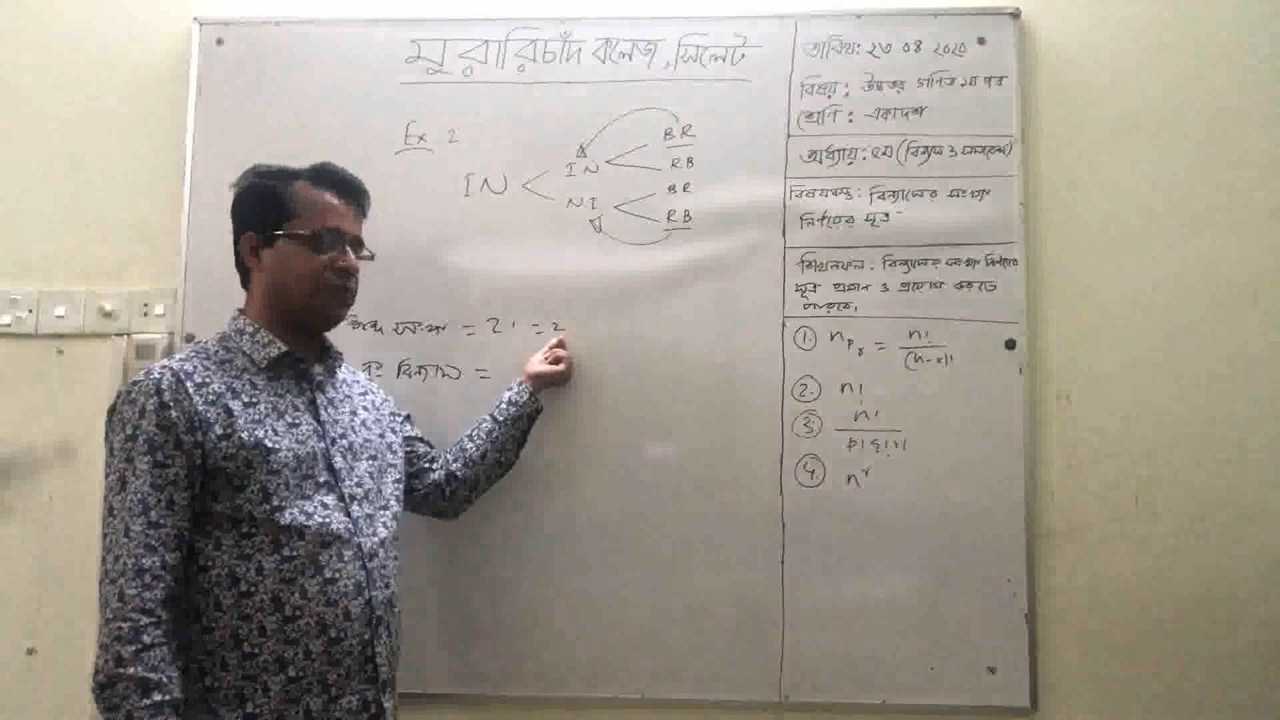 মুরারিচাঁদ কলেজ, সিলেট
Ex 2
IN
IN
NI
BR
RB
BR
RB
সংখ্যা = 2! = 2
বিন্যাস =
তারিখ: ২৩ 04 ২০২০
বিষয়: উচ্চতর গণিত ১ম পত্র
শ্রেণি: একাদশ
অধ্যায়: ৫ম (বিন্যাস ও সমাবেশ)
বিষয়বস্তু: বিন্যাসের সংখ্যা
নির্ণয়ের সূত্র
শিখনফল: বিন্যাসের সংখ্যা নির্ণয়ের
সূত্র প্রমাণ ও প্রয়োগ করতে
পারবে।
1. nPr = n! / (n-r)!
2. n!
3. n! / p! q! r!
4. n^r